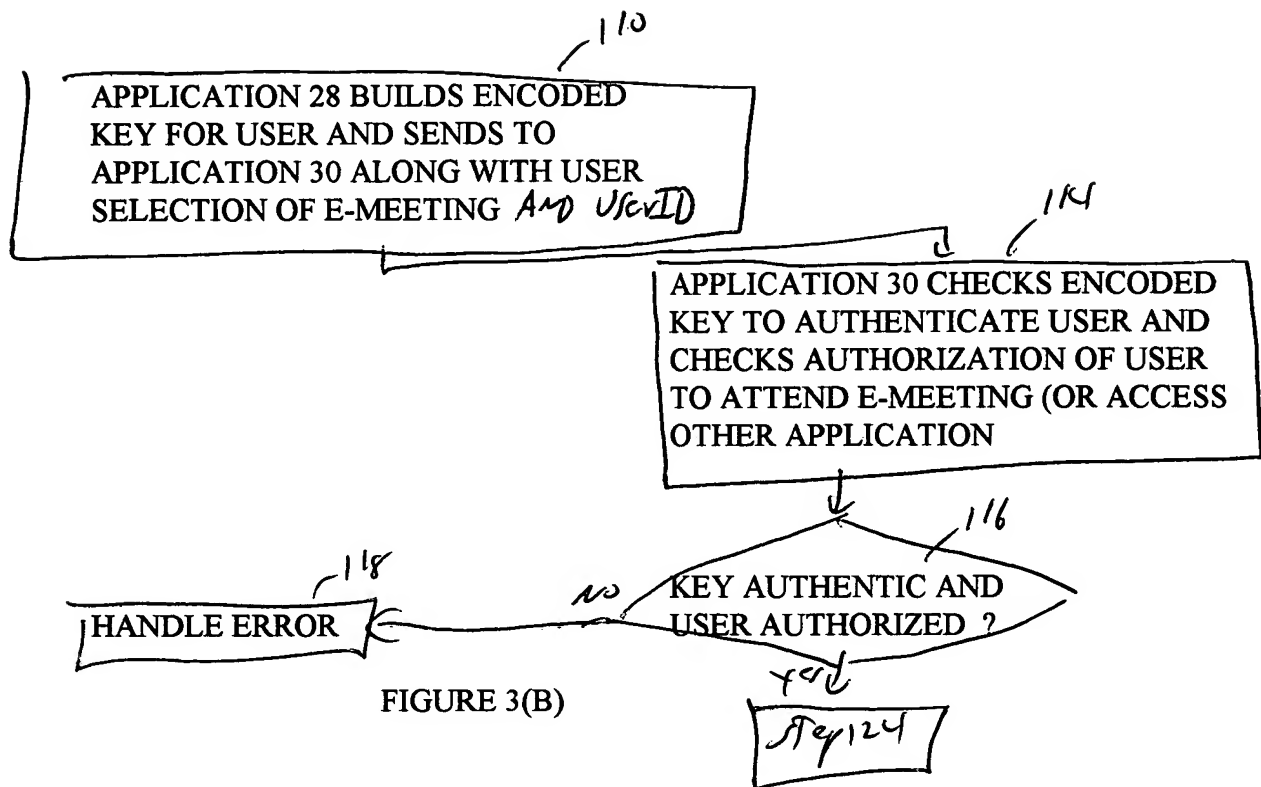 110
APPLICATION 28 BUILDS ENCODED
KEY FOR USER AND SENDS TO
APPLICATION 30 ALONG WITH USER
SELECTION OF E-MEETING AND UserID
114
APPLICATION 30 CHECKS ENCODED
KEY TO AUTHENTICATE USER AND
CHECKS AUTHORIZATION OF USER
TO ATTEND E-MEETING (OR ACCESS
OTHER APPLICATION
116
118
NO
KEY AUTHENTIC AND
USER AUTHORIZED ?
HANDLE ERROR
Yes
FIGURE 3(B)
Step 124